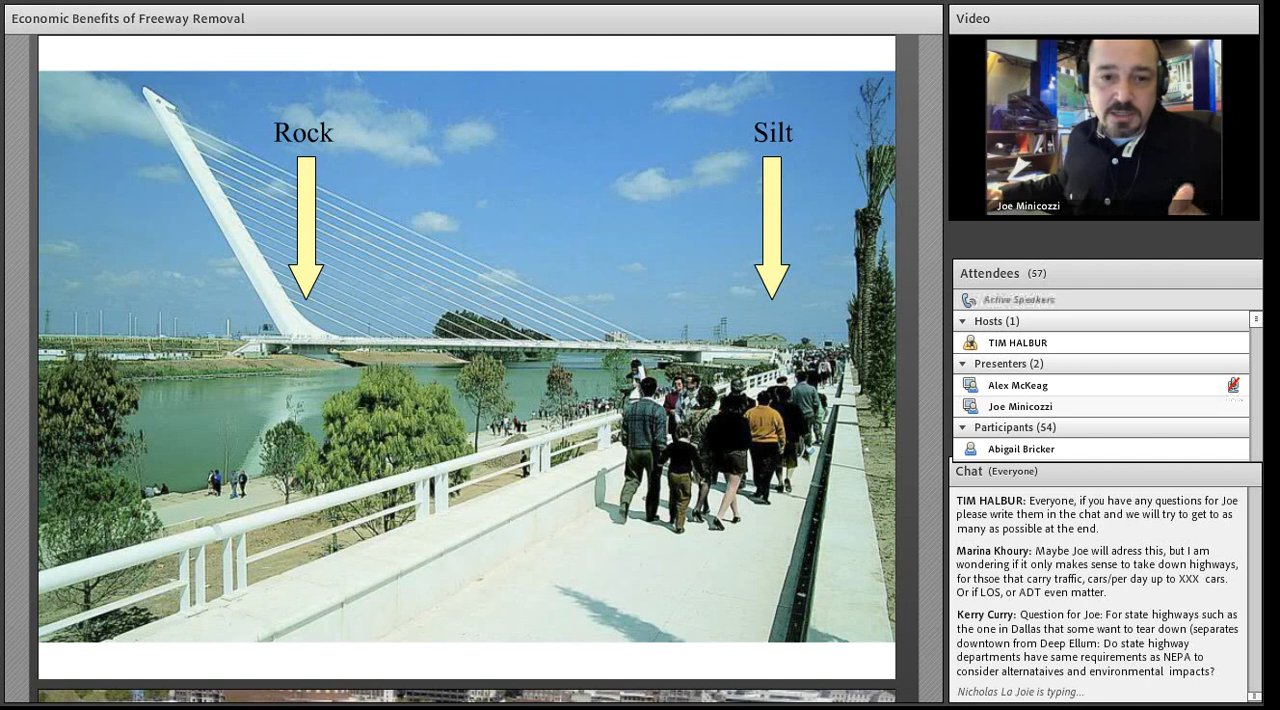 Economic Benefits of Freeway Removal
Rock
Silt
Video
Joe Minicozzi
Attendees (57)
Active Speakers
Hosts (1)
TIM HALBUR
Presenters (2)
Alex McKeag
Joe Minicozzi
Participants (54)
Abigail Bricker
Chat (Everyone)
TIM HALBUR: Everyone, if you have any questions for Joe
please write them in the chat and we will try to get to as
many as possible at the end.
Marina Khoury: Maybe Joe will adress this, but I am
wondering if it only makes sense to take down highways,
for thsoe that carry traffic, cars/per day up to XXX cars.
Or if LOS, or ADT even matter.
Kerry Curry: Question for Joe: For state highways such as
the one in Dallas that some want to tear down (separates
downtown from Deep Ellum: Do state highway
departments have same requirements as NEPA to
consider alternataives and environmental impacts?
Nicholas La Joie is typing...